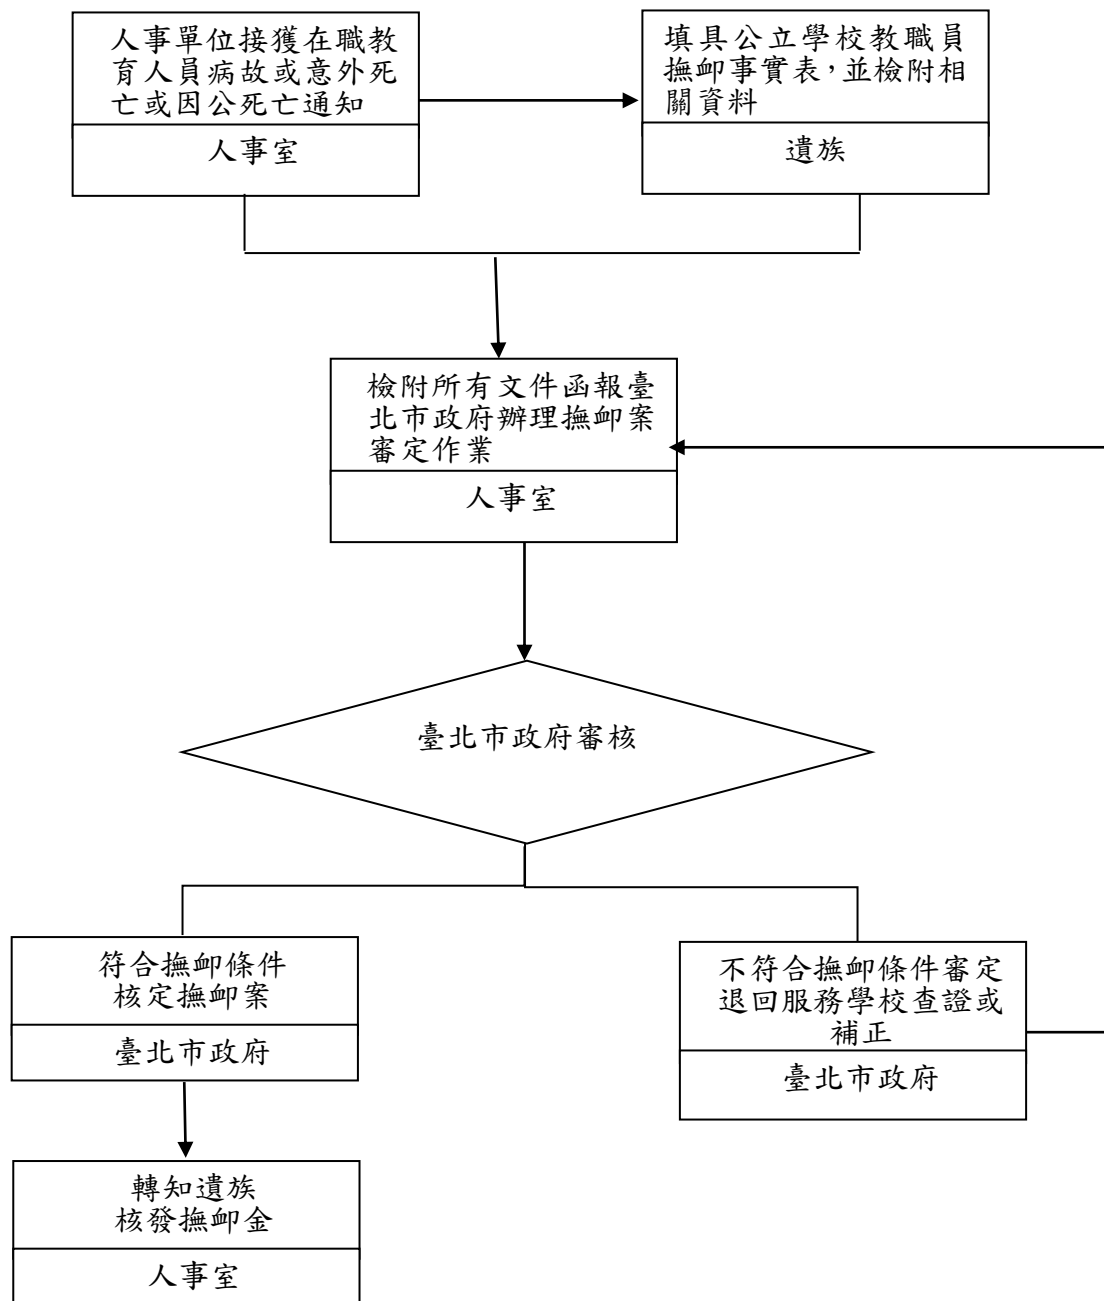 人事單位接獲在職教
育人員病故或意外死
亡或因公死亡通知
人事室
填具公立學校教職員
撫卹事實表，並檢附相
關資料
遺族
檢附所有文件函報臺
北市政府辦理撫卹案
審定作業
人事室
臺北市政府審核
符合撫卹條件
核定撫卹案
臺北市政府
不符合撫卹條件審定
退回服務學校查證或
補正
臺北市政府
轉知遺族
核發撫卹金
人事室